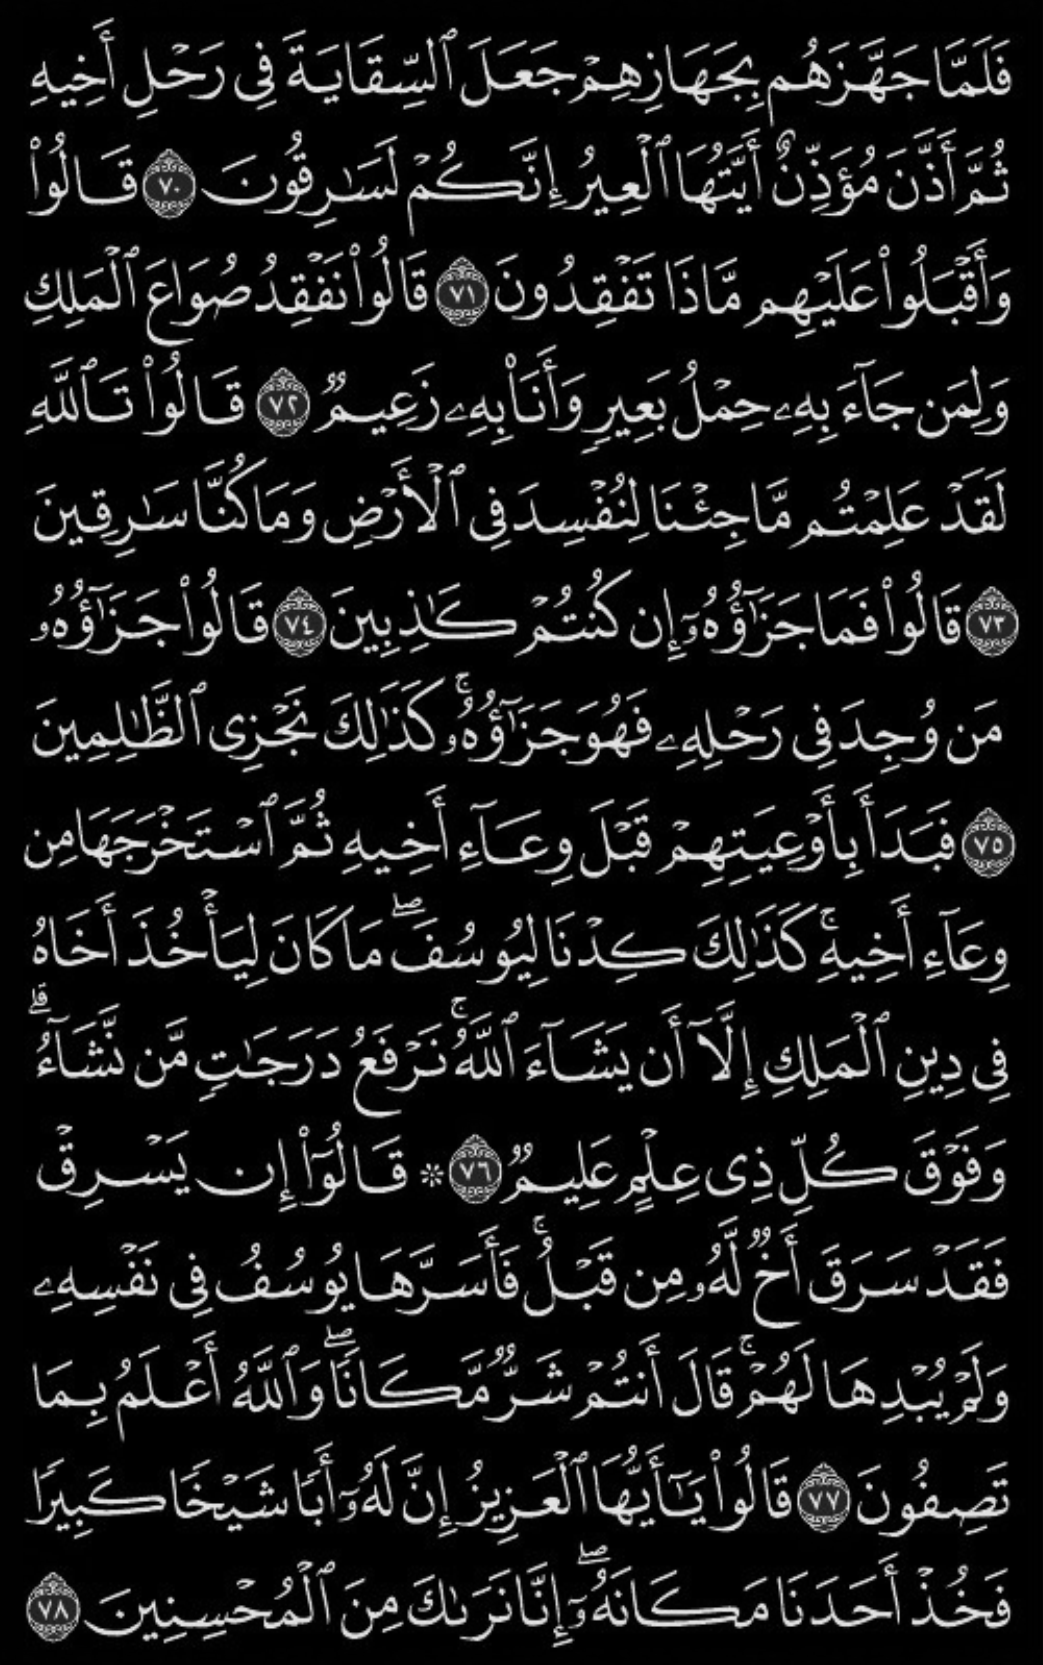 فَلَمَّا جَهَّزَهُم بِجَهَازِهِمْ جَعَلَ ٱلسِّقَايَةَ فِى رَحْلِ أَخِيهِ
ثُمَّ أَذَّنَ مُؤَذِّنٌ أَيَّتُهَا ٱلْعِيرُ إِنَّكُمْ لَسَـٰرِقُونَ ٧٠ قَالُوا۟
وَأَقْبَلُوا۟ عَلَيْهِم مَّاذَا تَفْقِدُونَ ٧١ قَالُوا۟ نَفْقِدُ صُوَاعَ ٱلْمَلِكِ
وَلِمَن جَآءَ بِهِۦ حِمْلُ بَعِيرٍ وَأَنَا۠ بِهِۦ زَعِيمٌ ٧٢ قَالُوا۟ تَٱللَّهِ
لَقَدْ عَلِمْتُم مَّا جِئْنَا لِنُفْسِدَ فِى ٱلْأَرْضِ وَمَا كُنَّا سَـٰرِقِينَ
٧٣ قَالُوا۟ فَمَا جَزَٰٓؤُهُۥٓ إِن كُنتُمْ كَـٰذِبِينَ ٧٤ قَالُوا۟ جَزَٰٓؤُهُۥ
مَن وُجِدَ فِى رَحْلِهِۦ فَهُوَ جَزَٰٓؤُهُۥ ۚ كَذَٰلِكَ نَجْزِى ٱلظَّـٰلِمِينَ
٧٥ فَبَدَأَ بِأَوْعِيَتِهِمْ قَبْلَ وِعَآءِ أَخِيهِ ثُمَّ ٱسْتَخْرَجَهَا مِن
وِعَآءِ أَخِيهِ ۚ كَذَٰلِكَ كِدْنَا لِيُوسُفَ ۖ مَا كَانَ لِيَأْخُذَ أَخَاهُ
فِى دِينِ ٱلْمَلِكِ إِلَّآ أَن يَشَآءَ ٱللَّهُ ۚ نَرْفَعُ دَرَجَـٰتٍ مَّن نَّشَآءُ ۗ
وَفَوْقَ كُلِّ ذِى عِلْمٍ عَلِيمٌ ٧٦ * قَالُوٓا۟ إِن يَسْرِقْ
فَقَدْ سَرَقَ أَخٌ لَّهُۥ مِن قَبْلُ ۚ فَأَسَرَّهَا يُوسُفُ فِى نَفْسِهِۦ
وَلَمْ يُبْدِهَا لَهُمْ ۚ قَالَ أَنتُمْ شَرٌّ مَّكَانًا ۖ وَٱللَّهُ أَعْلَمُ بِمَا
تَصِفُونَ ٧٧ قَالُوا۟ يَـٰٓأَيُّهَا ٱلْعَزِيزُ إِنَّ لَهُۥٓ أَبًا شَيْخًا كَبِيرًا
فَخُذْ أَحَدَنَا مَكَانَهُۥٓ ۖ إِنَّا نَرَىٰكَ مِنَ ٱلْمُحْسِنِينَ ٧٨